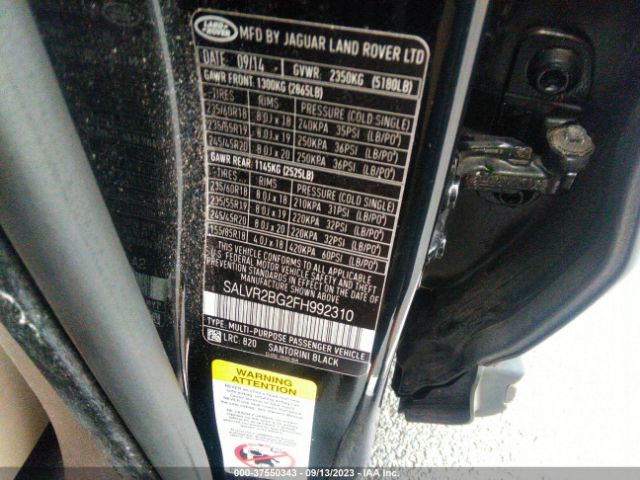 LAND ROVER
MFD BY JAGUAR LAND ROVER LTD
DATE: 09/14 GVWR: 2350KG (5180LB)
GAWR FRONT: 1300KG (2865LB)
TIRES RIMS PRESSURE (COLD:SINGLE)
235/60R18 8.0J x 18 240KPA 35PSI (LB/PO²)
235/55R19 8.0J x 19 250KPA 36PSI (LB/PO²)
245/45R20 8.0J x 20 250KPA 36PSI (LB/PO²)
GAWR REAR: 1145KG (2525LB)
TIRES RIMS PRESSURE (COLD:SINGLE)
235/60R18 8.0J x 18 210KPA 31PSI (LB/PO²)
235/55R19 8.0J x 19 220KPA 32PSI (LB/PO²)
245/45R20 8.0J x 20 220KPA 32PSI (LB/PO²)
155/85R18 4.0J x 18 420KPA 60PSI (LB/PO²)
THIS VEHICLE CONFORMS TO ALL APPLICABLE
U.S. FEDERAL MOTOR VEHICLE SAFETY AND THEFT
PREVENTION STANDARDS IN EFFECT ON THE DATE OF
MANUFACTURE SHOWN ABOVE
SALVR2BG2FH992310
TYPE: MULTI-PURPOSE PASSENGER VEHICLE
LRC: 820 SANTORINI BLACK
WARNING
ATTENTION
000-37550343 - 09/13/2023 - IAA Inc.